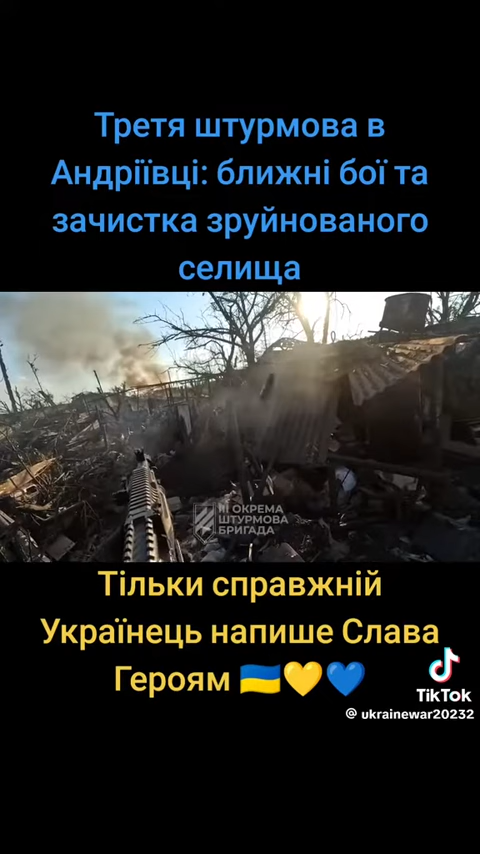 Третя штурмова в
Андріївці: ближні бої та
зачистка зруйнованого
селища
ІІІ ОКРЕМА
ШТУРМОВА
БРИГАДА
Тільки справжній
Українець напише Слава
Героям 🇺🇦💛💙
TikTok
@ ukrainewar20232